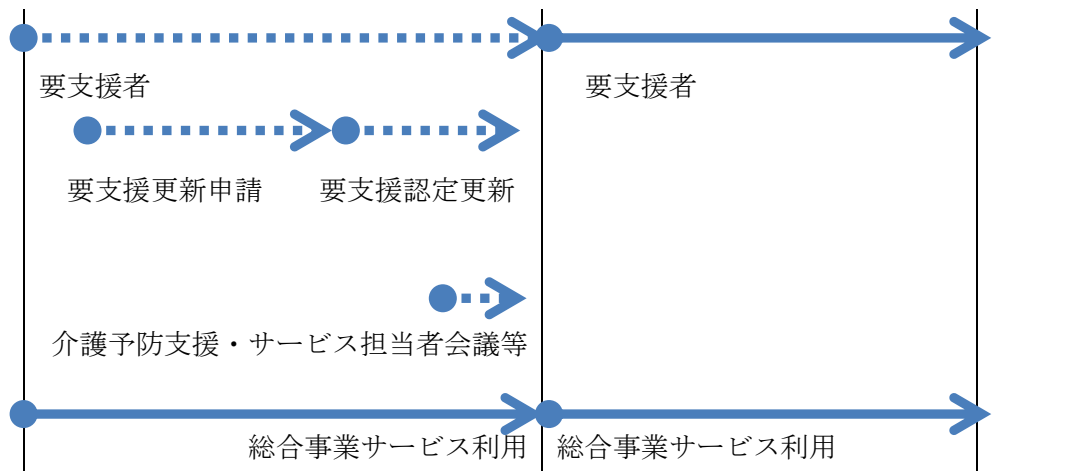 要支援者
要支援者
要支援更新申請
要支援認定更新
介護予防支援・サービス担当者会議等
総合事業サービス利用
総合事業サービス利用